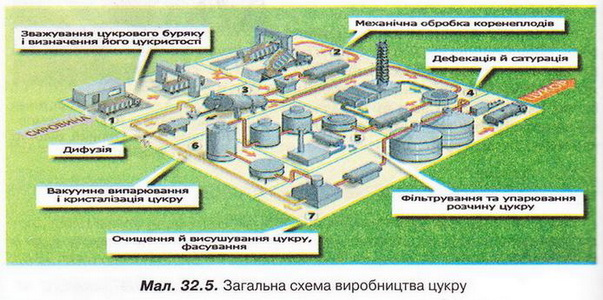 Зважування цукрового буряку
і визначення його цукристості
Механічна обробка коренеплодів
Дефекація й сатурація
ЦУКОР
СИРОВИНА
1
2
3
4
5
6
7
Дифузія
Вакуумне випарювання
і кристалізація цукру
Фільтрування та упарювання
розчину цукру
Очищення й висушування цукру,
фасування
Мал. 32.5. Загальна схема виробництва цукру